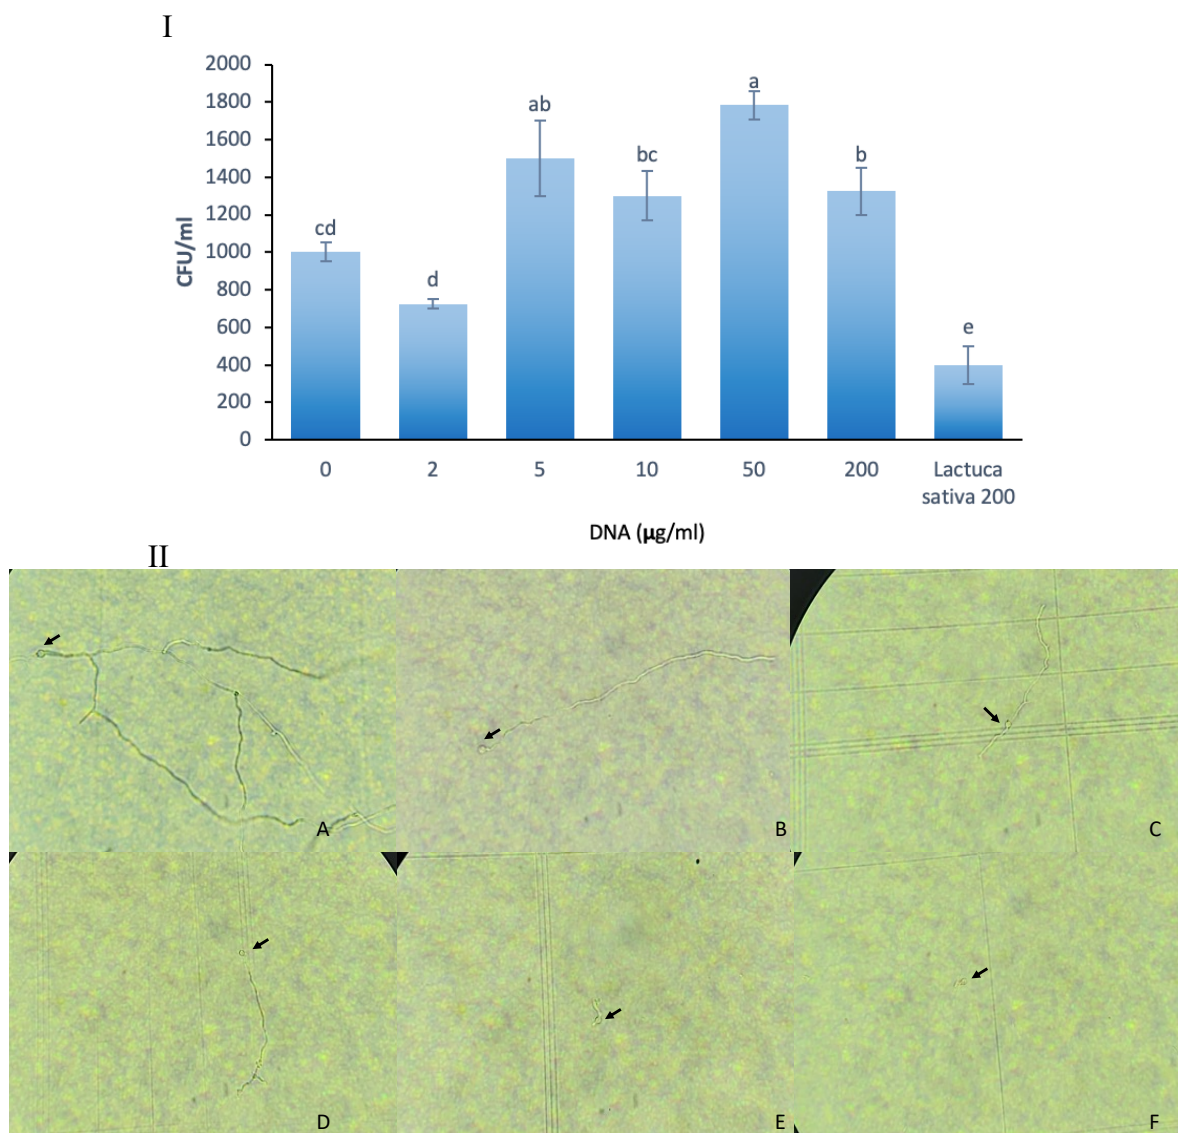 I
2000
1800
1600
1400
1200
1000
800
600
400
200
0
CFU/ml
cd
d
ab
bc
a
b
e
0 2 5 10 50 200 Lactuca
sativa 200
DNA (µg/ml)
II
A
B
C
D
E
F